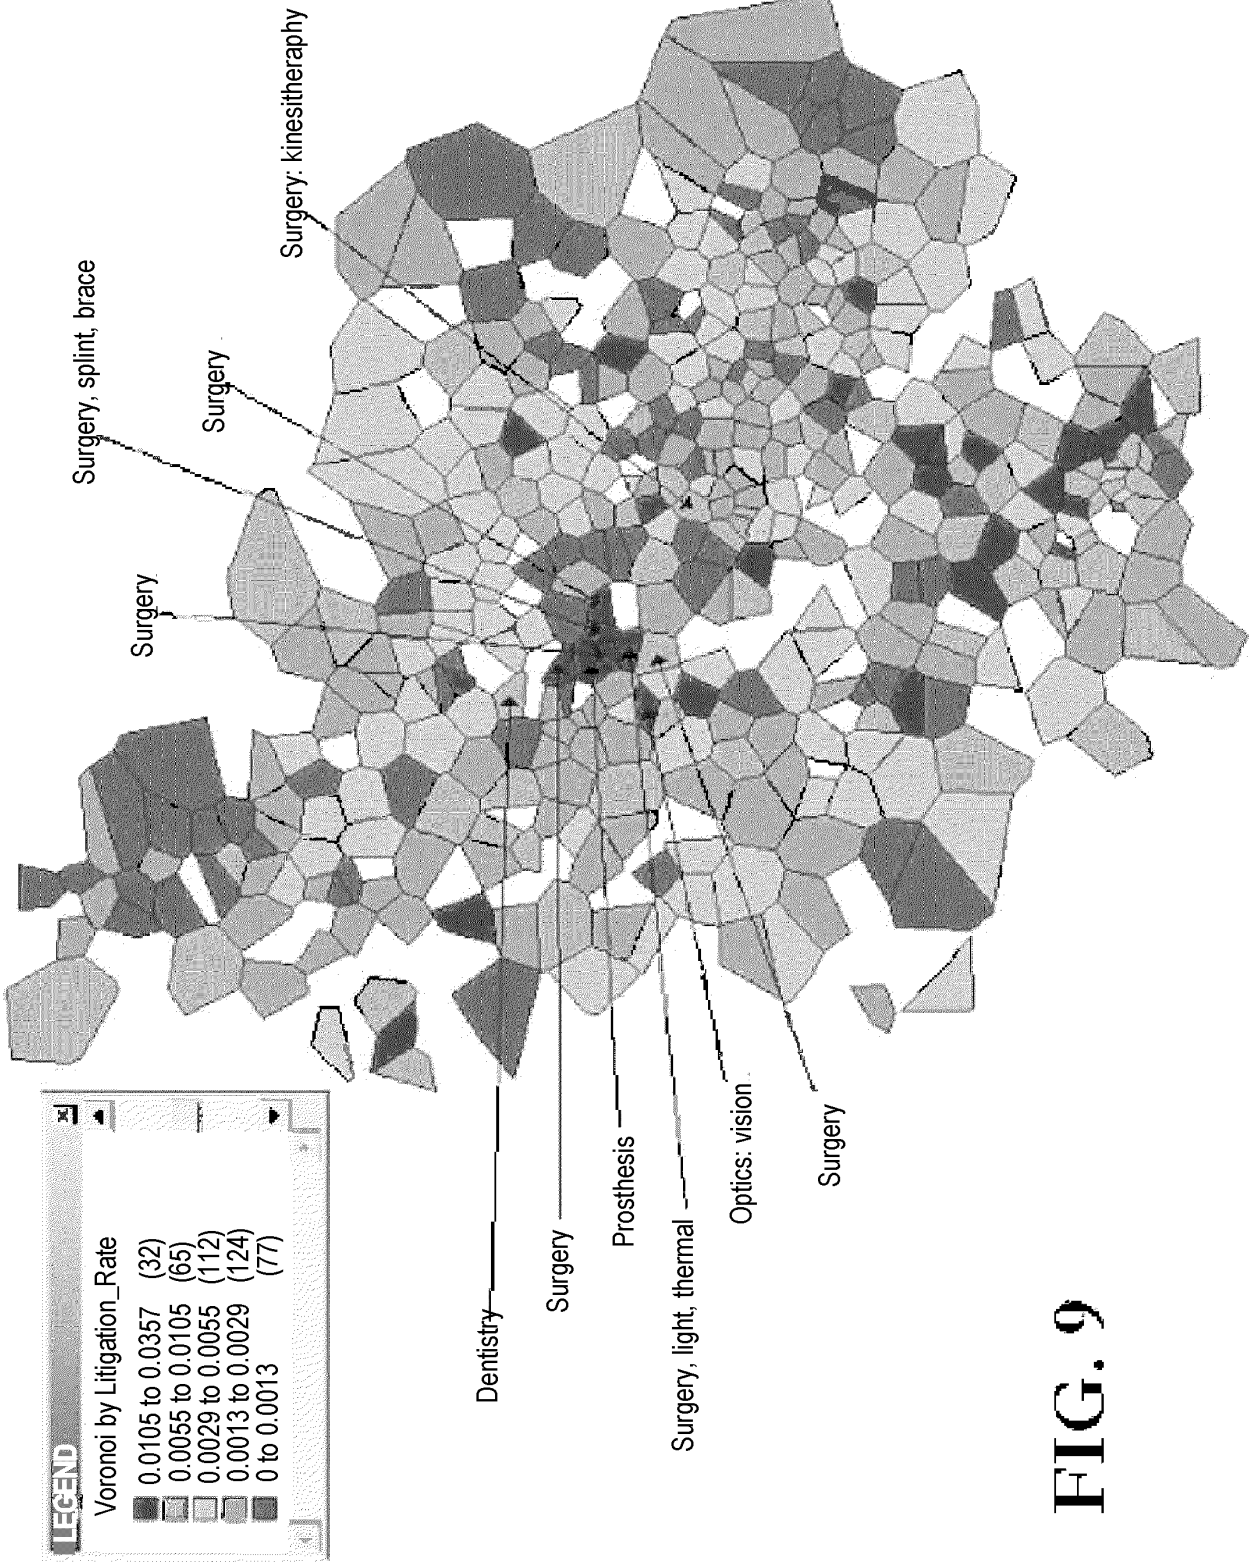 LEGEND
Voronoi by Litigation_Rate
0.0105 to 0.0357 (32)
0.0055 to 0.0105 (65)
0.0029 to 0.0055 (112)
0.0013 to 0.0029 (124)
0 to 0.0013 (77)
Surgery
Surgery, splint, brace
Surgery
Surgery: kinesitheraphy
Dentistry
Surgery
Prosthesis
Surgery, light, thermal
Optics: vision
Surgery
FIG. 9